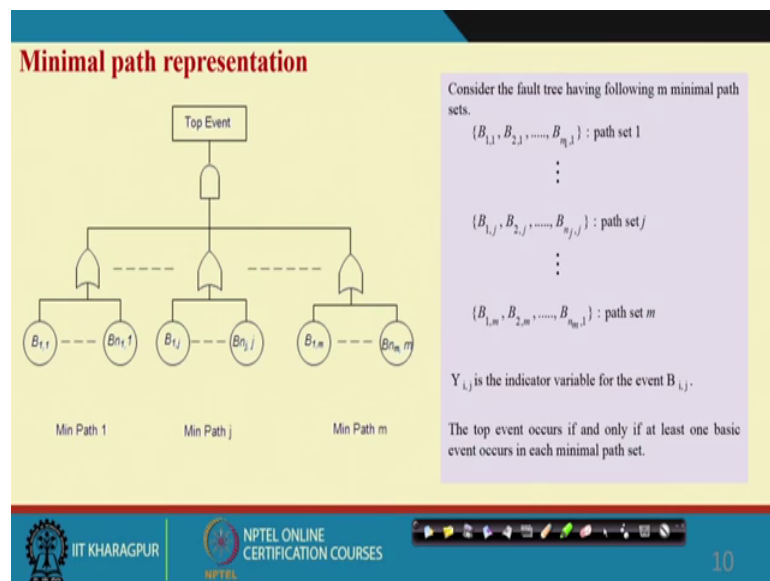 Minimal path representation
Top Event
B1,1
Bn1,1
B1,j
Bnj,j
B1,m
Bnm,m
Min Path 1
Min Path j
Min Path m
Consider the fault tree having following m minimal path
sets.
{B1,1, B2,1, ....., Bn1,1} : path set 1
⋮
{B1,j, B2,j, ....., Bnj,j} : path set j
⋮
{B1,m, B2,m, ....., Bnm,1} : path set m
Y i,j is the indicator variable for the event B i,j.
The top event occurs if and only if at least one basic
event occurs in each minimal path set.
IIT KHARAGPUR
NPTEL
NPTEL ONLINE
CERTIFICATION COURSES
10